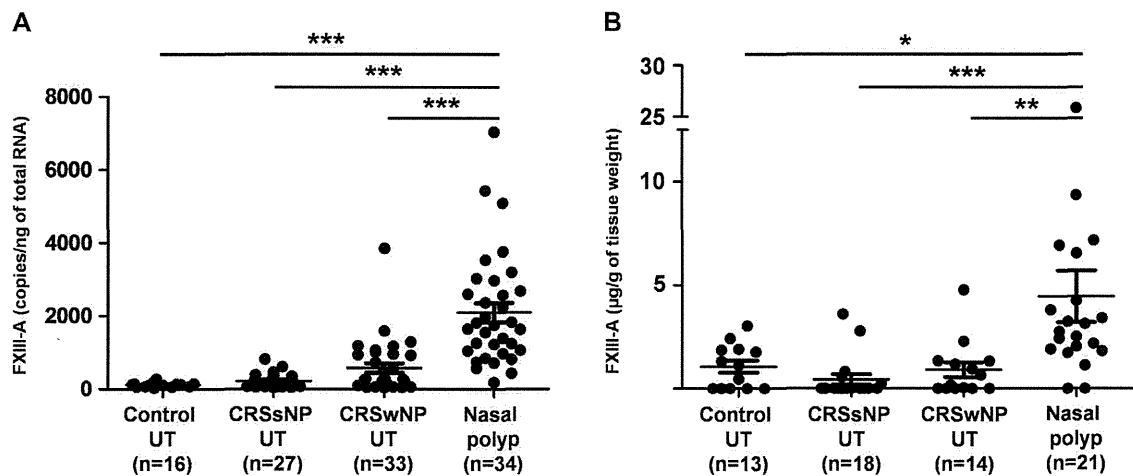 A
***
***
***
FXIII-A (copies/ng of total RNA)
8000
6000
4000
2000
0
Control UT (n=16)
CRSsNP UT (n=27)
CRSwNP UT (n=33)
Nasal polyp (n=34)
B
*
***
**
FXIII-A (µg/g of tissue weight)
30
25
10
5
Control UT (n=13)
CRSsNP UT (n=18)
CRSwNP UT (n=14)
Nasal polyp (n=21)